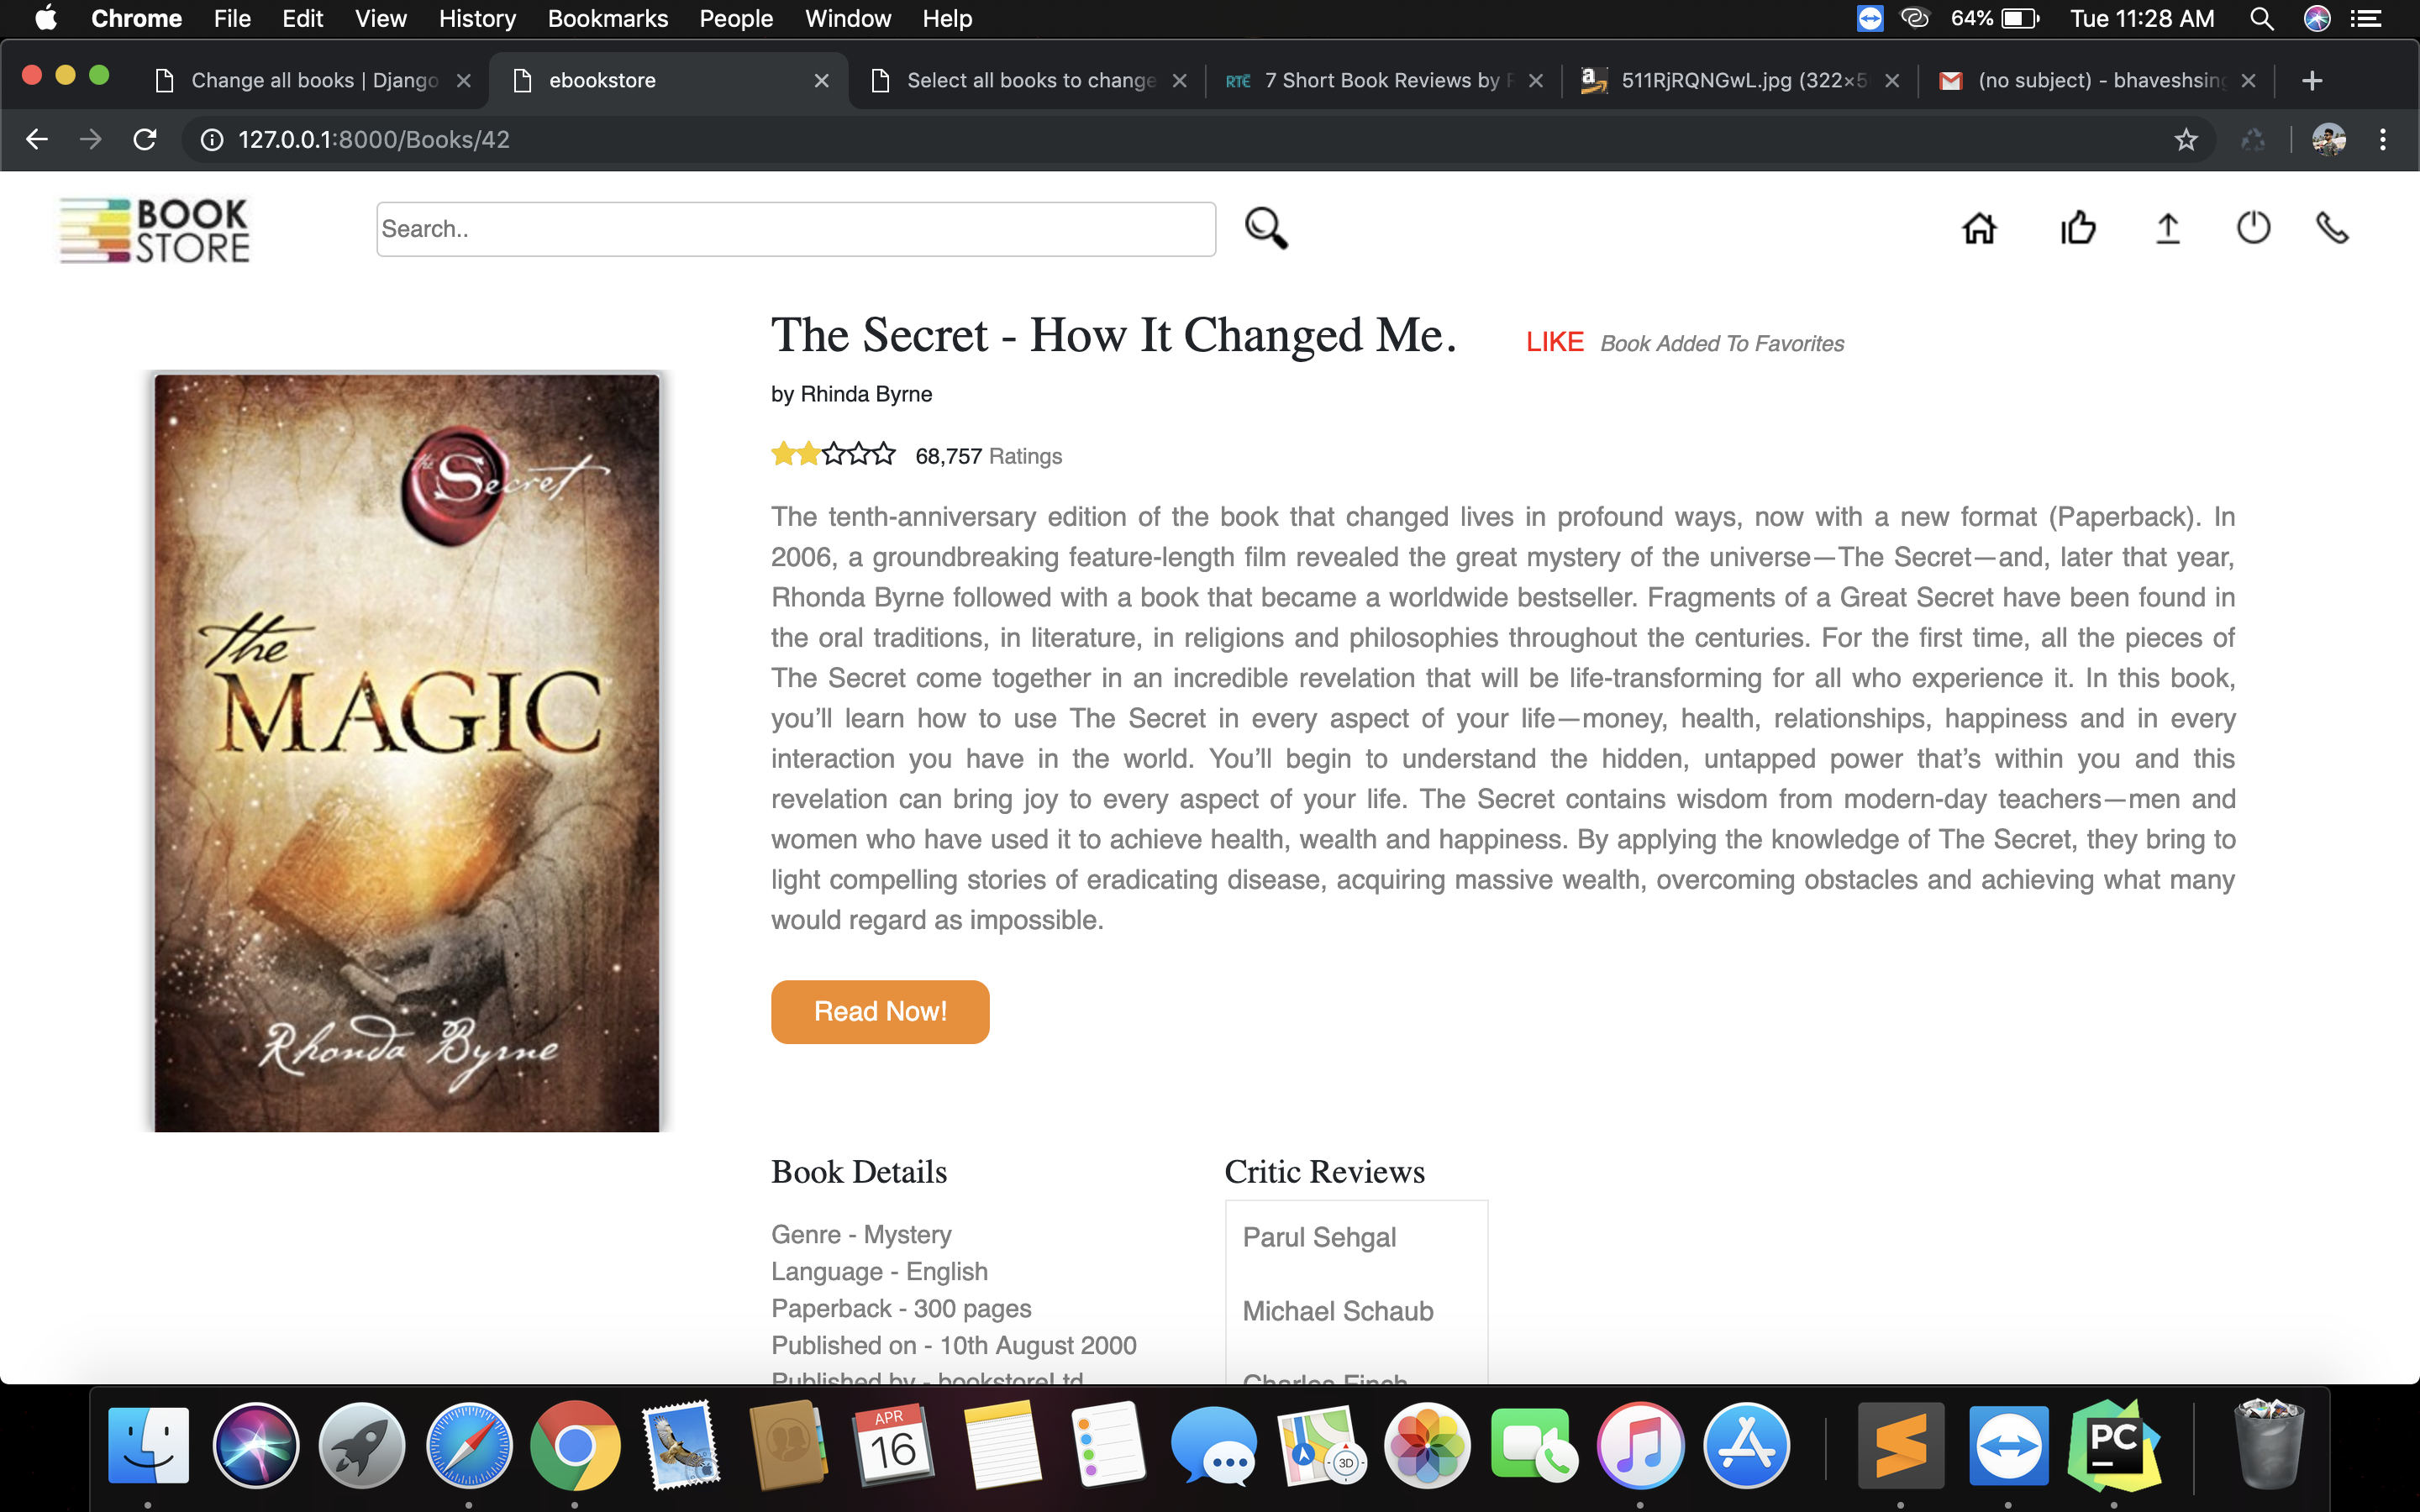 Chrome File Edit View History Bookmarks People Window Help 64% Tue 11:28 AM
Change all books | Django ebookstore Select all books to change RTÉ 7 Short Book Reviews by 511RjRQNGwL.jpg (322×5 (no subject) - bhaveshsing
127.0.0.1:8000/Books/42
BOOK
STORE
Search..
The Secret - How It Changed Me. LIKE Book Added To Favorites
by Rhinda Byrne
68,757 Ratings
The tenth-anniversary edition of the book that changed lives in profound ways, now with a new format (Paperback). In
2006, a groundbreaking feature-length film revealed the great mystery of the universe—The Secret—and, later that year,
Rhonda Byrne followed with a book that became a worldwide bestseller. Fragments of a Great Secret have been found in
the oral traditions, in literature, in religions and philosophies throughout the centuries. For the first time, all the pieces of
The Secret come together in an incredible revelation that will be life-transforming for all who experience it. In this book,
you’ll learn how to use The Secret in every aspect of your life—money, health, relationships, happiness and in every
interaction you have in the world. You’ll begin to understand the hidden, untapped power that’s within you and this
revelation can bring joy to every aspect of your life. The Secret contains wisdom from modern-day teachers—men and
women who have used it to achieve health, wealth and happiness. By applying the knowledge of The Secret, they bring to
light compelling stories of eradicating disease, acquiring massive wealth, overcoming obstacles and achieving what many
would regard as impossible.
Read Now!
the Secret
the
MAGIC
Rhonda Byrne
Book Details
Genre - Mystery
Language - English
Paperback - 300 pages
Published on - 10th August 2000
Published by - bookstoreLtd
Critic Reviews
Parul Sehgal
Michael Schaub
Charles Finch
APR
16
3D
PC